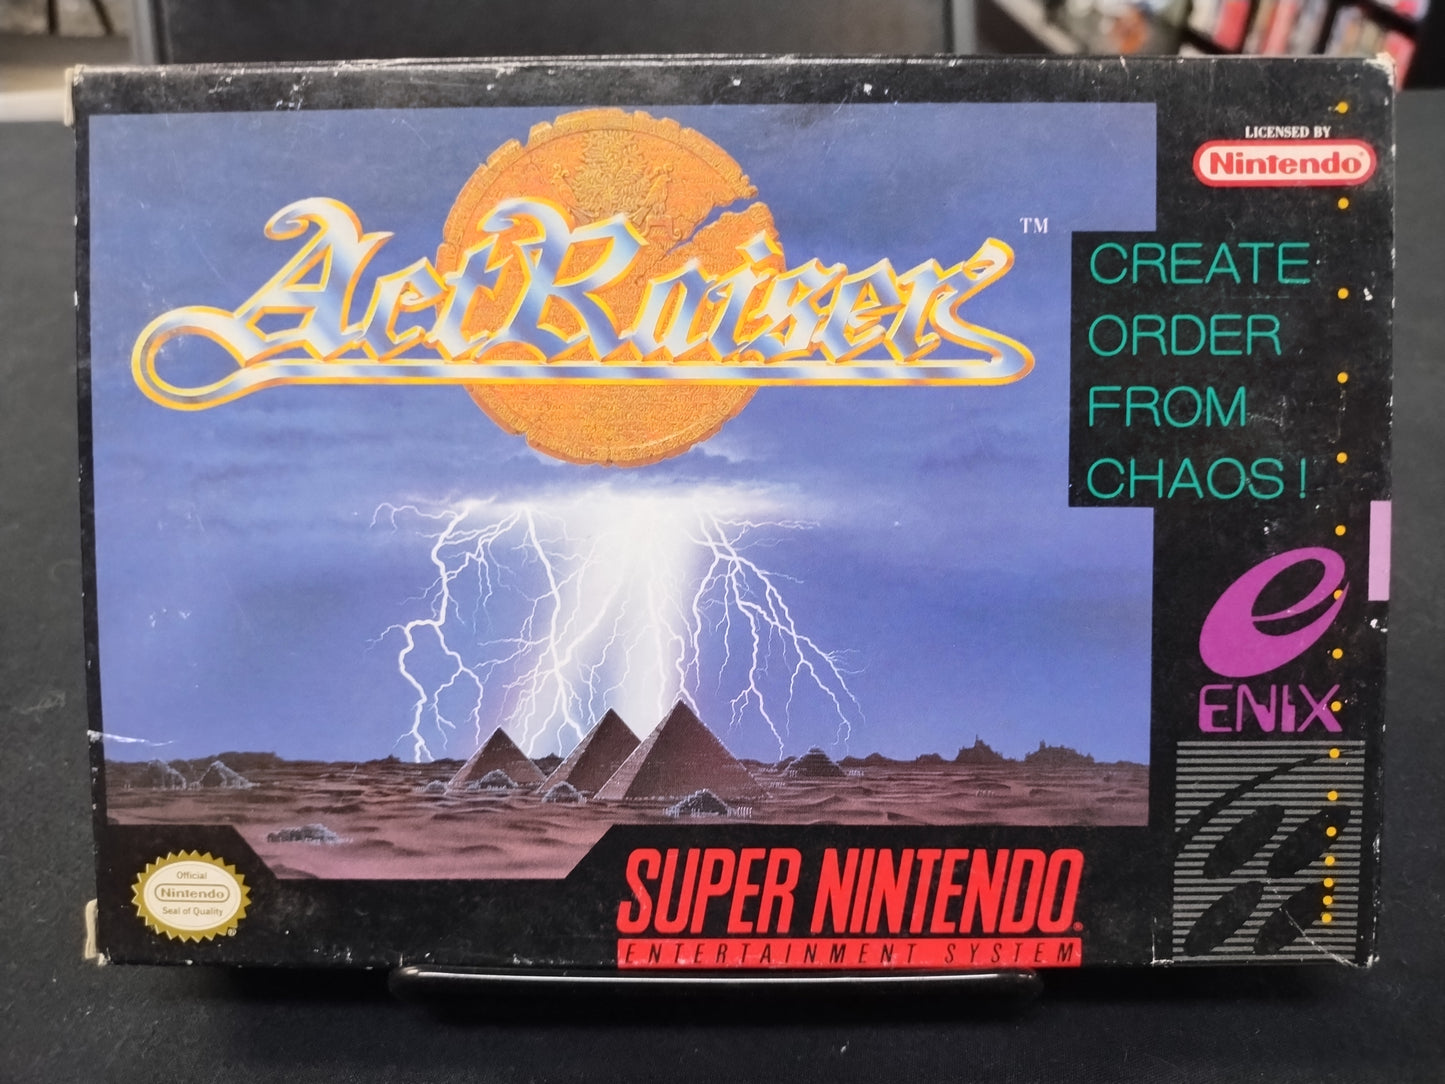 ActRaiser
TM
LICENSED BY
Nintendo®
CREATE
ORDER
FROM
CHAOS!
ENIX
Official
Nintendo
Seal of Quality
®
SUPER NINTENDO®
ENTERTAINMENT SYSTEM